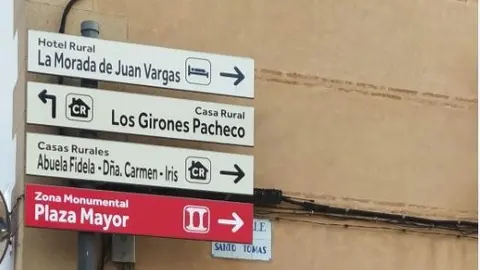 Hotel Rural
La Morada de Juan Vargas
Casa Rural
CR
Los Girones Pacheco
Casas Rurales
Abuela Fidela - Dña. Carmen - Iris
CR
Zona Monumental
Plaza Mayor
SANTO TOMAS